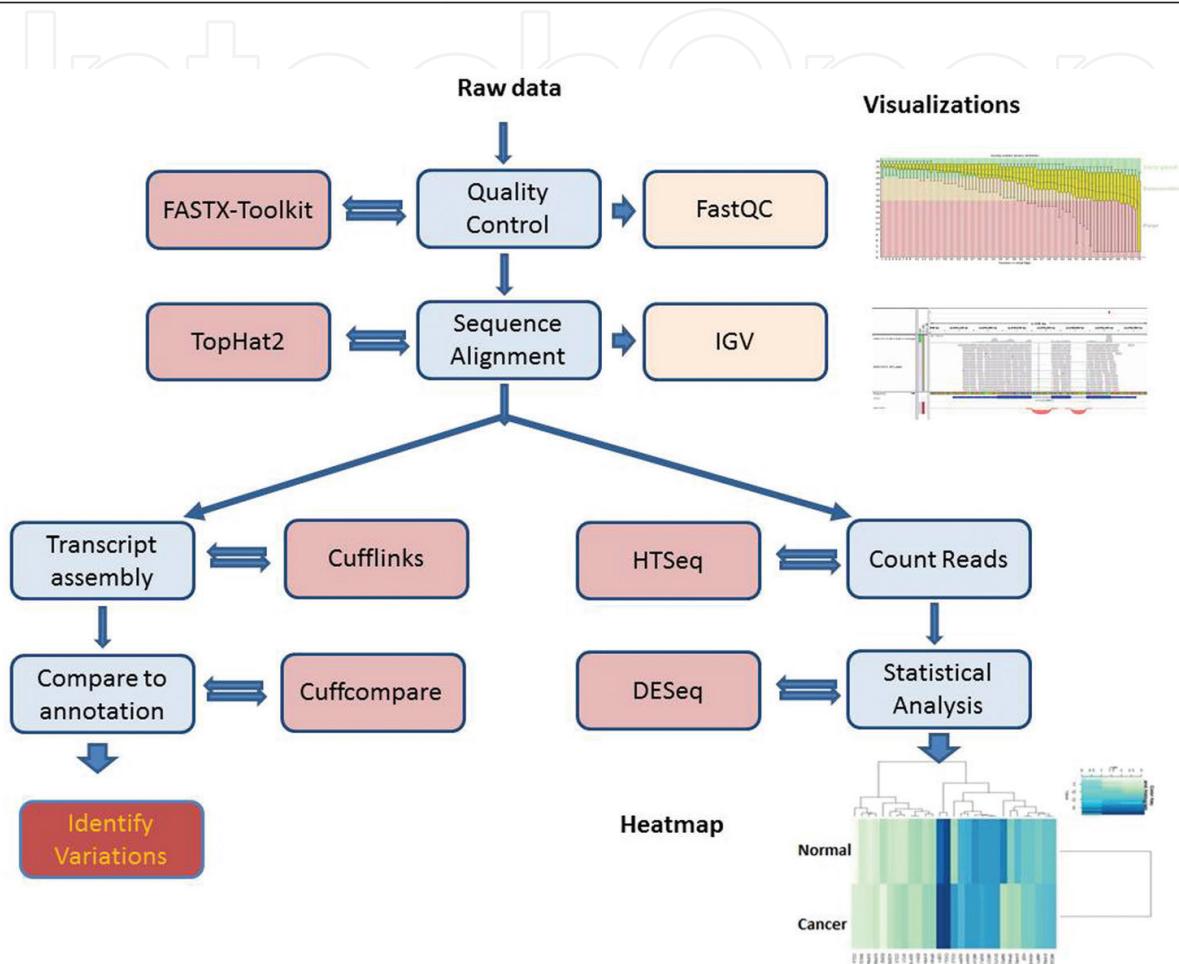 IntechOpen
Raw data
Visualizations
FASTX-Toolkit
Quality
Control
FastQC
TopHat2
Sequence
Alignment
IGV
Transcript
assembly
Cufflinks
HTSeq
Count Reads
Compare to
annotation
Cuffcompare
DESeq
Statistical
Analysis
Identify
Variations
Heatmap
Normal
Cancer